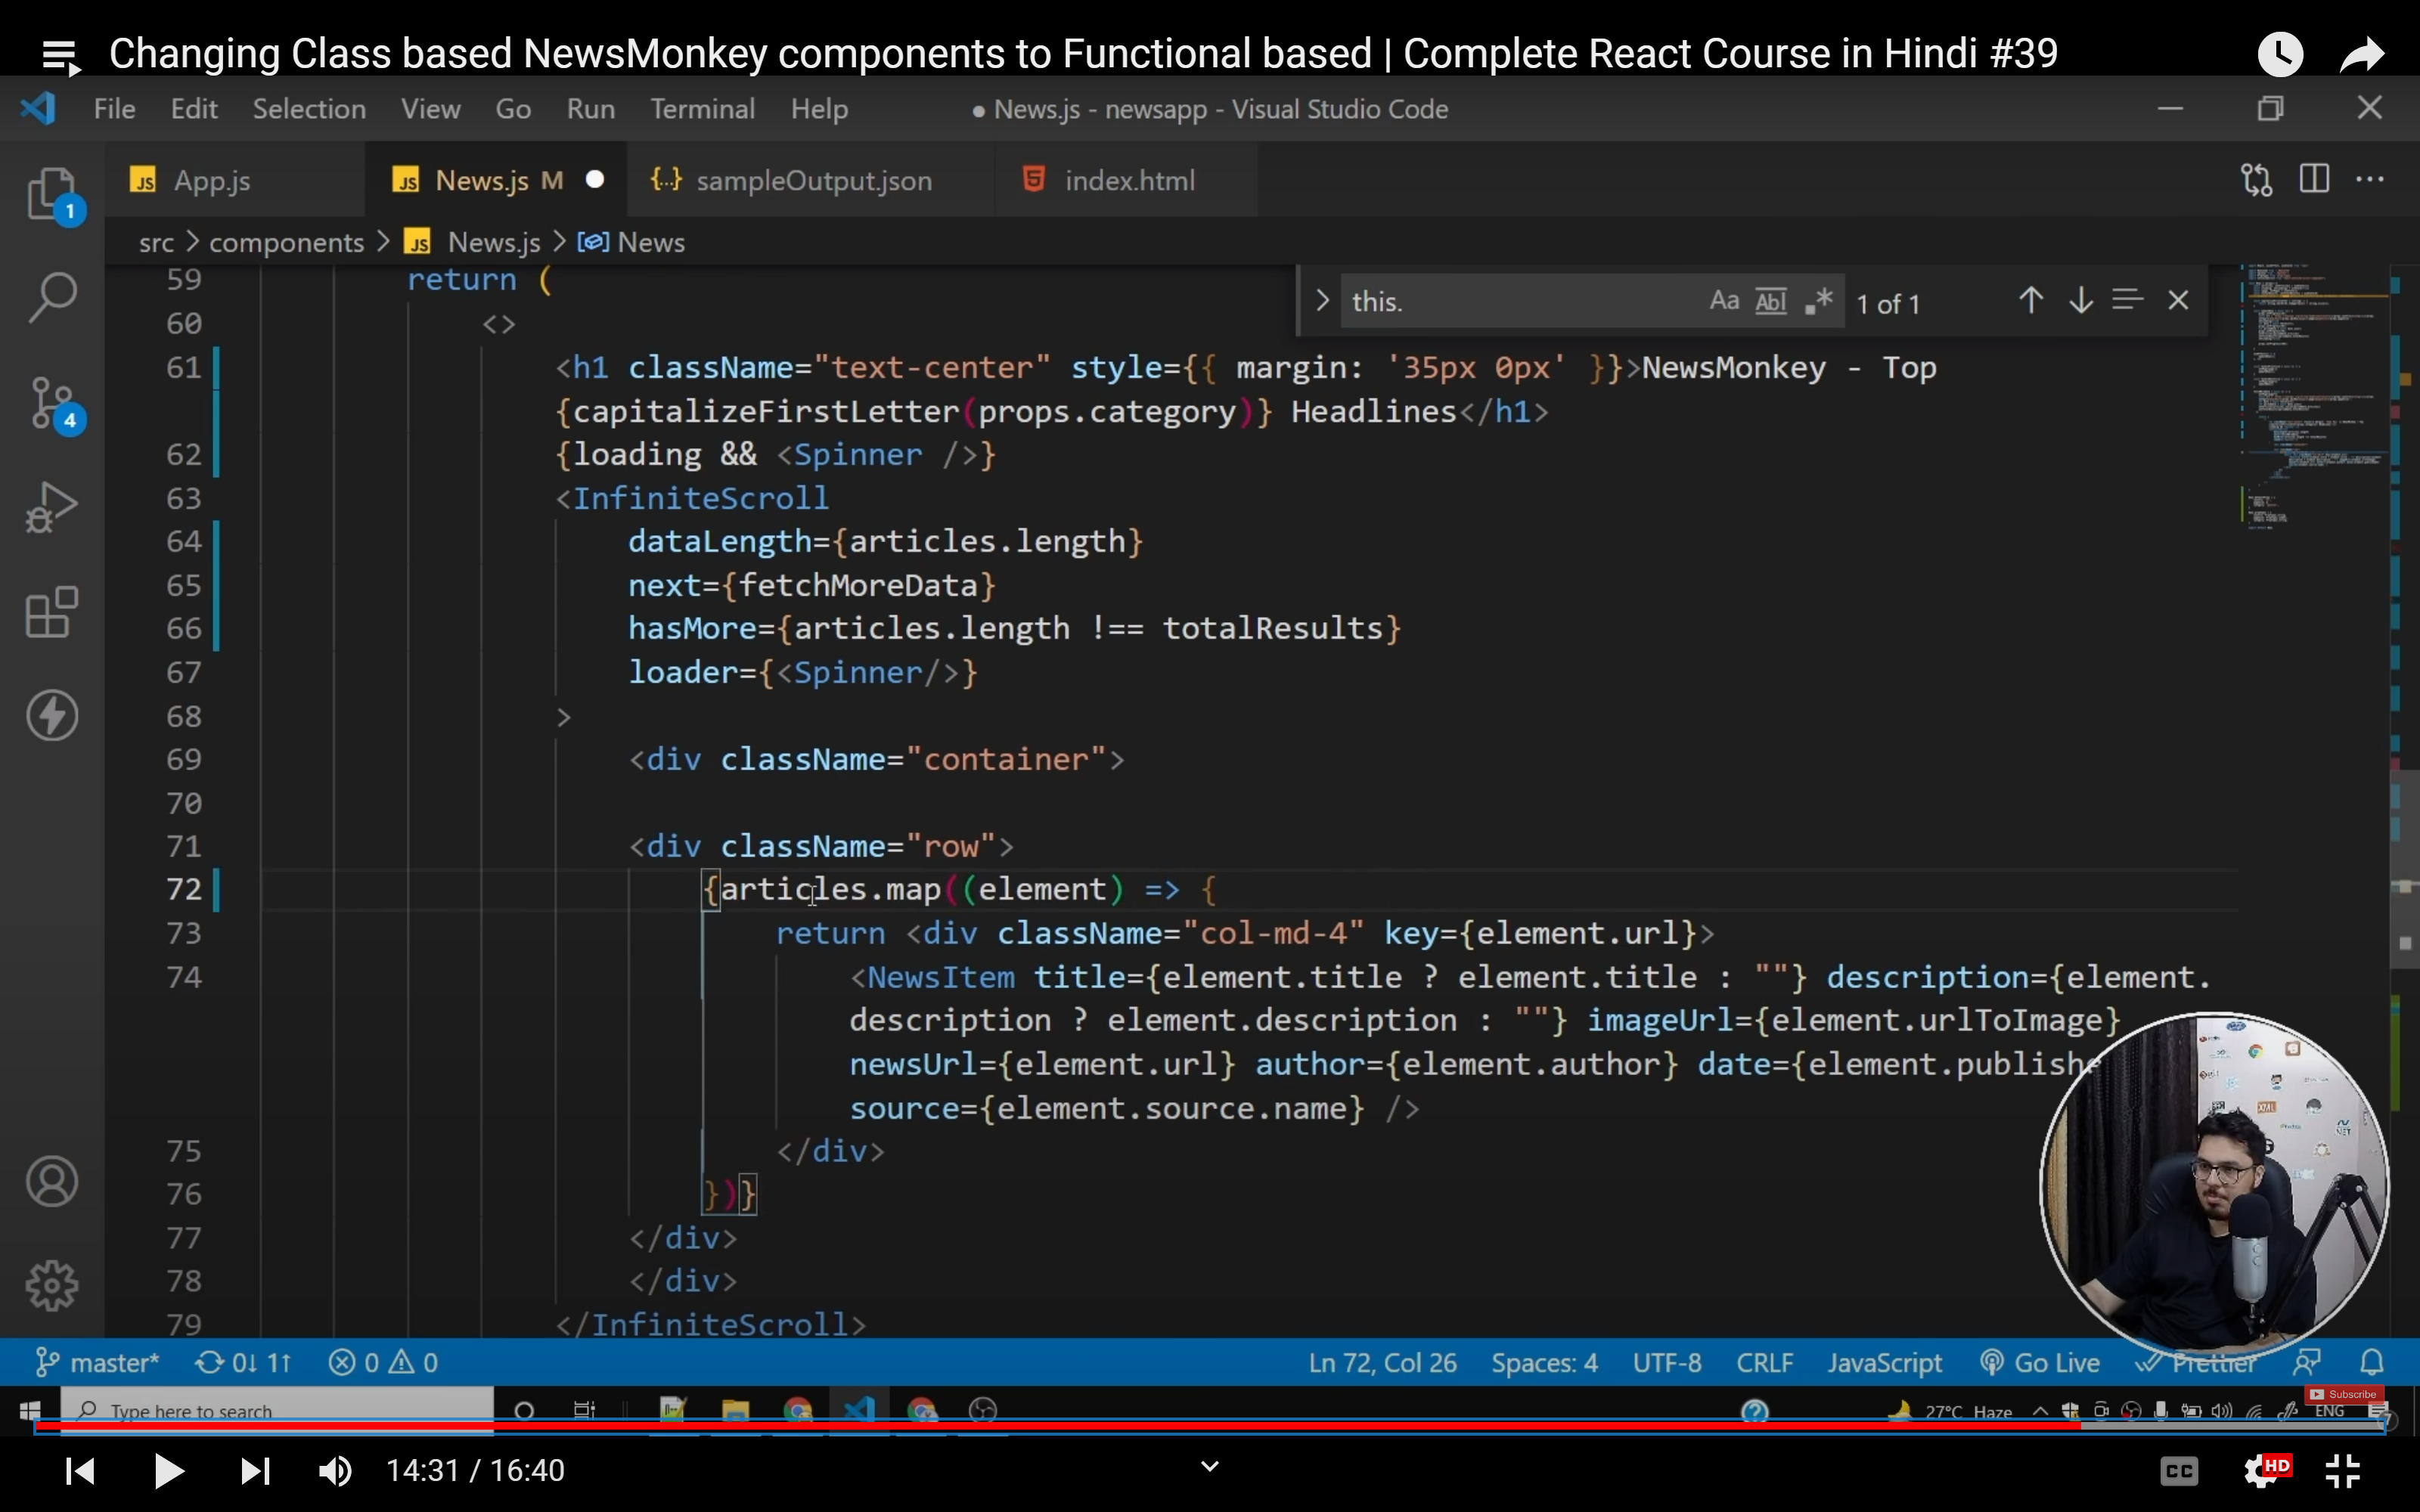 Changing Class based NewsMonkey components to Functional based | Complete React Course in Hindi #39
File Edit Selection View Go Run Terminal Help ● News.js - newsapp - Visual Studio Code
App.js News.js M ● sampleOutput.json index.html
src > components > News.js > News
this. Aa Abl .* 1 of 1
59 return (
60 <>
61 <h1 className="text-center" style={{ margin: '35px 0px' }}>NewsMonkey - Top
{capitalizeFirstLetter(props.category)} Headlines</h1>
62 {loading && <Spinner />}
63 <InfiniteScroll
64 dataLength={articles.length}
65 next={fetchMoreData}
66 hasMore={articles.length !== totalResults}
67 loader={<Spinner/>}
68 >
69 <div className="container">
70
71 <div className="row">
72 {articles.map((element) => {
73 return <div className="col-md-4" key={element.url}>
74 <NewsItem title={element.title ? element.title : ""} description={element.
description ? element.description : ""} imageUrl={element.urlToImage}
newsUrl={element.url} author={element.author} date={element.publishe
source={element.source.name} />
75 </div>
76 })}
77 </div>
78 </div>
79 </InfiniteScroll>
1
4
master* 0↓ 1↑ 0 0 Ln 72, Col 26 Spaces: 4 UTF-8 CRLF JavaScript Go Live Prettier
Subscribe
Type here to search 27°C Haze ENG
14:31 / 16:40 CC HD